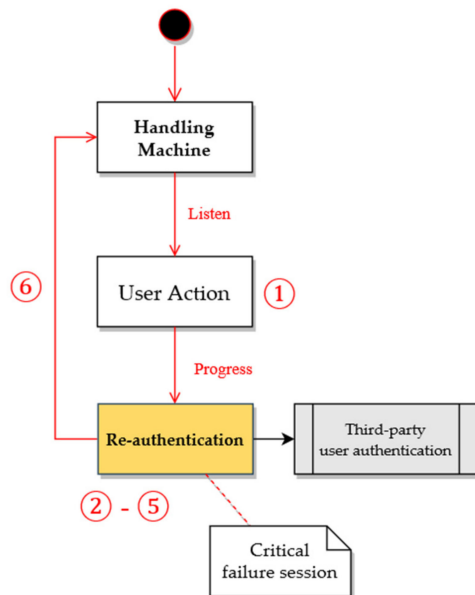 Handling
Machine
Listen
⑥
User Action
①
Progress
Re-authentication
Third-party
user authentication
② - ⑤
Critical
failure session